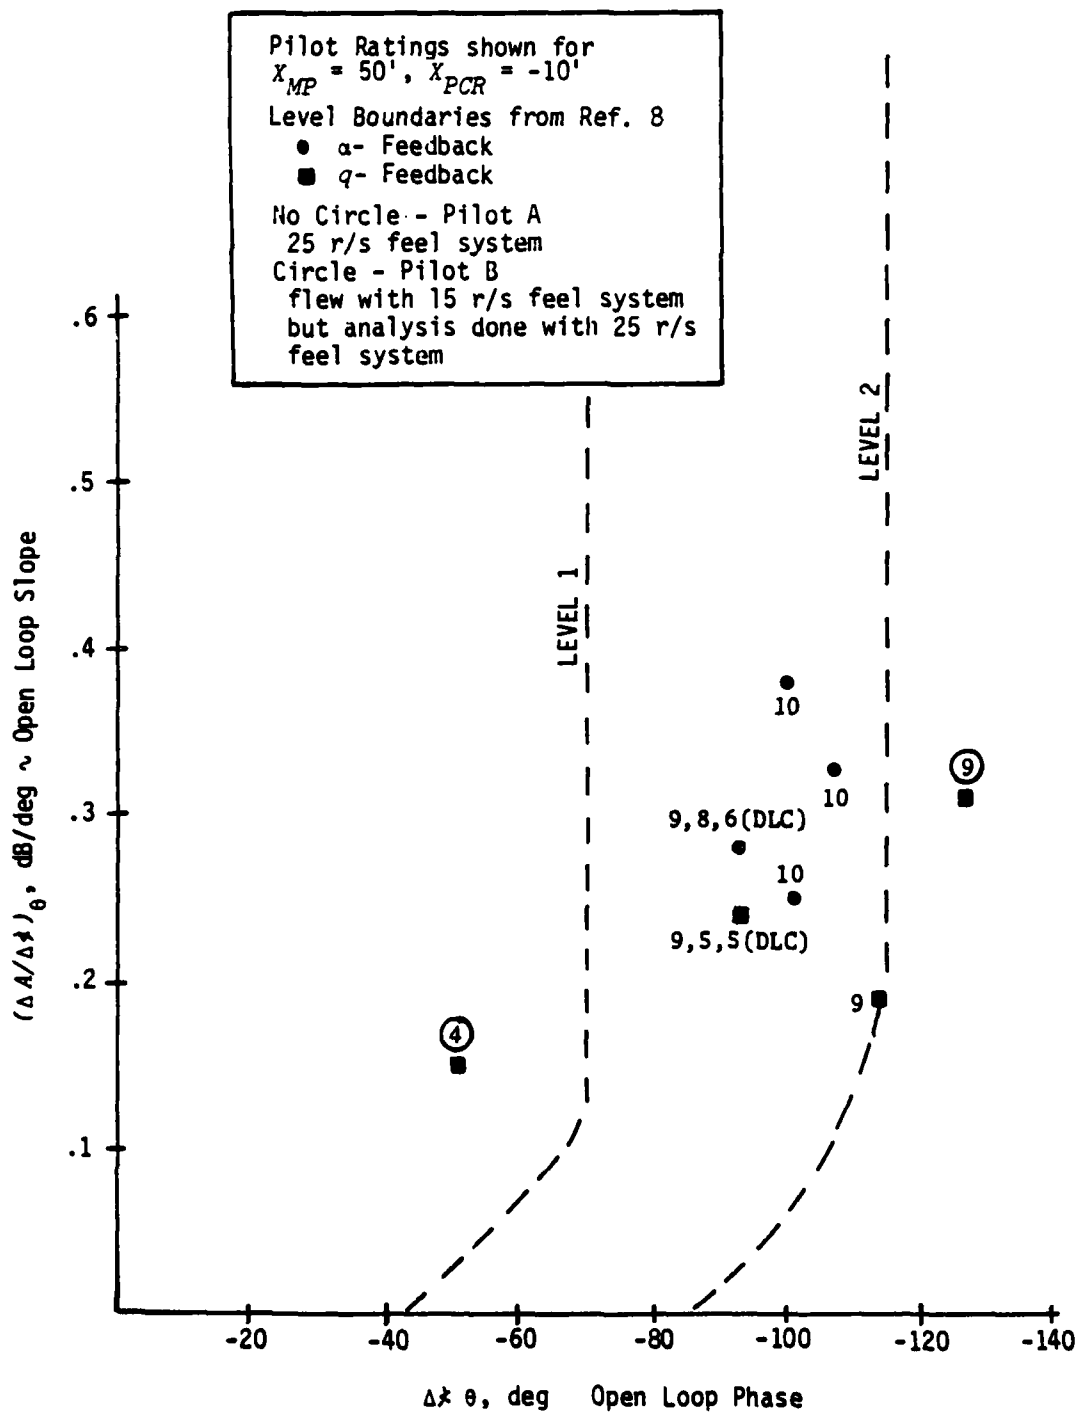 Pilot Ratings shown for
X_MP = 50', X_PCR = -10'
Level Boundaries from Ref. 8
● α- Feedback
■ q- Feedback
No Circle - Pilot A
25 r/s feel system
Circle - Pilot B
flew with 15 r/s feel system
but analysis done with 25 r/s
feel system
.6
.5
.4
.3
.2
.1
(ΔA/Δ∡)_θ, dB/deg ~ Open Loop Slope
LEVEL 1
LEVEL 2
10
10
9
9,8,6(DLC)
10
9,5,5(DLC)
9
4
-20
-40
-60
-80
-100
-120
-140
Δ∡ θ, deg Open Loop Phase